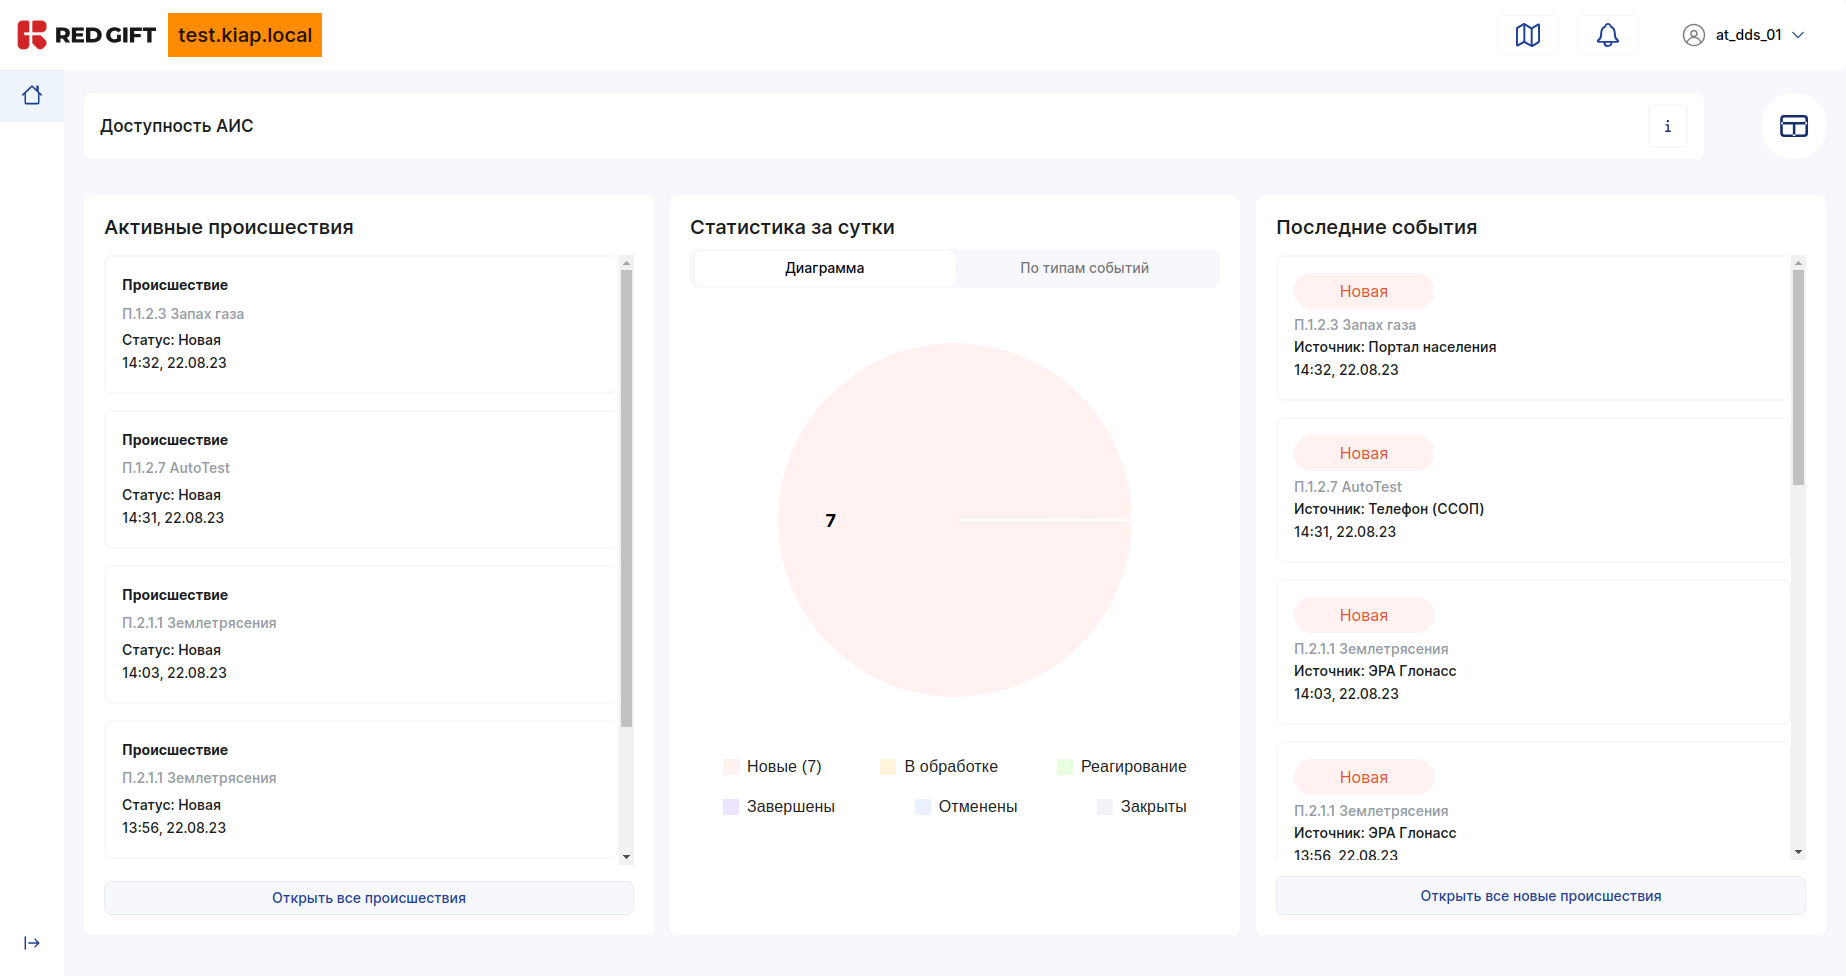 RED GIFT
test.kiap.local
at_dds_01
Доступность АИС
i
Активные происшествия
Происшествие
П.1.2.3 Запах газа
Статус: Новая
14:32, 22.08.23
Происшествие
П.1.2.7 AutoTest
Статус: Новая
14:31, 22.08.23
Происшествие
П.2.1.1 Землетрясения
Статус: Новая
14:03, 22.08.23
Происшествие
П.2.1.1 Землетрясения
Статус: Новая
13:56, 22.08.23
Открыть все происшествия
Статистика за сутки
Диаграмма
По типам событий
7
Новые (7)
В обработке
Реагирование
Завершены
Отменены
Закрыты
Последние события
Новая
П.1.2.3 Запах газа
Источник: Портал населения
14:32, 22.08.23
Новая
П.1.2.7 AutoTest
Источник: Телефон (ССОП)
14:31, 22.08.23
Новая
П.2.1.1 Землетрясения
Источник: ЭРА Глонасс
14:03, 22.08.23
Новая
П.2.1.1 Землетрясения
Источник: ЭРА Глонасс
13:56, 22.08.23
Открыть все новые происшествия